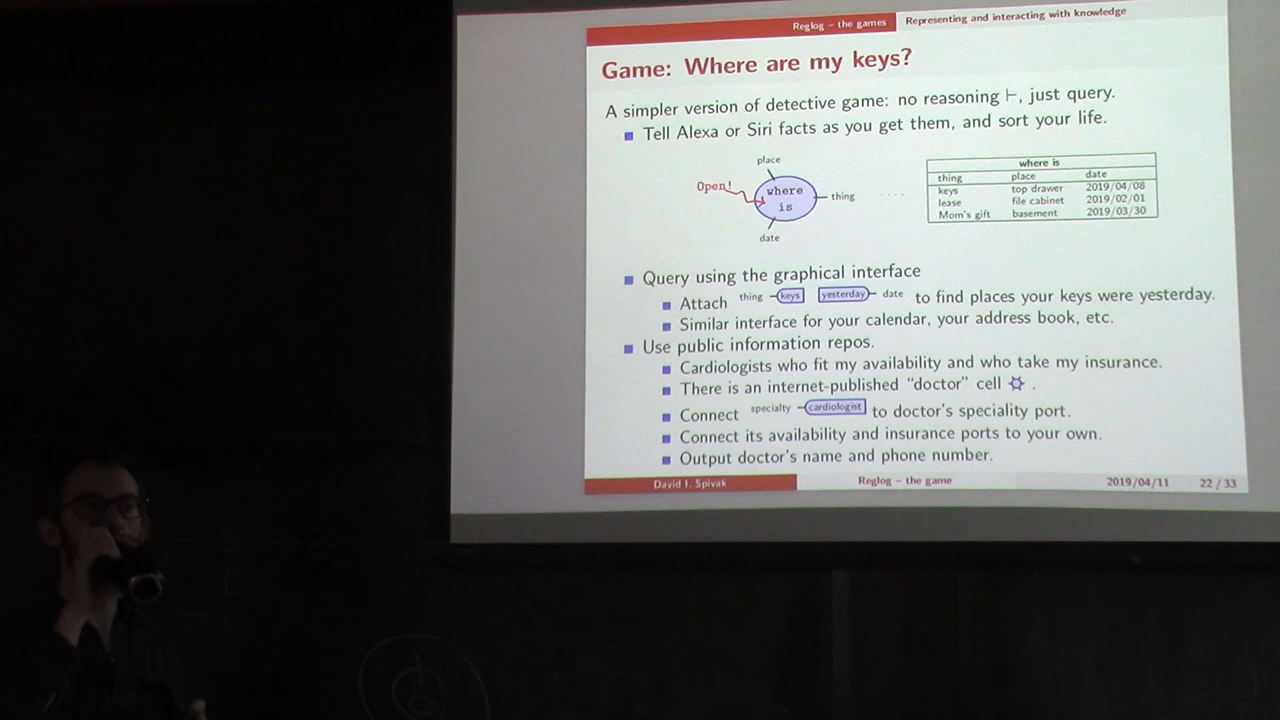 Reglog – the games Representing and interacting with knowledge
Game: Where are my keys?
A simpler version of detective game: no reasoning ⊢, just query.
Tell Alexa or Siri facts as you get them, and sort your life.
place
Open!
where
is
thing
date
where is
thing place date
keys top drawer 2019/04/08
lease file cabinet 2019/02/01
Mom's gift basement 2019/03/30
Query using the graphical interface
Attach thing keys yesterday date to find places your keys were yesterday.
Similar interface for your calendar, your address book, etc.
Use public information repos.
Cardiologists who fit my availability and who take my insurance.
There is an internet-published "doctor" cell .
Connect specialty cardiologist to doctor's speciality port.
Connect its availability and insurance ports to your own.
Output doctor's name and phone number.
David I. Spivak Reglog – the game 2019/04/11 22 / 33